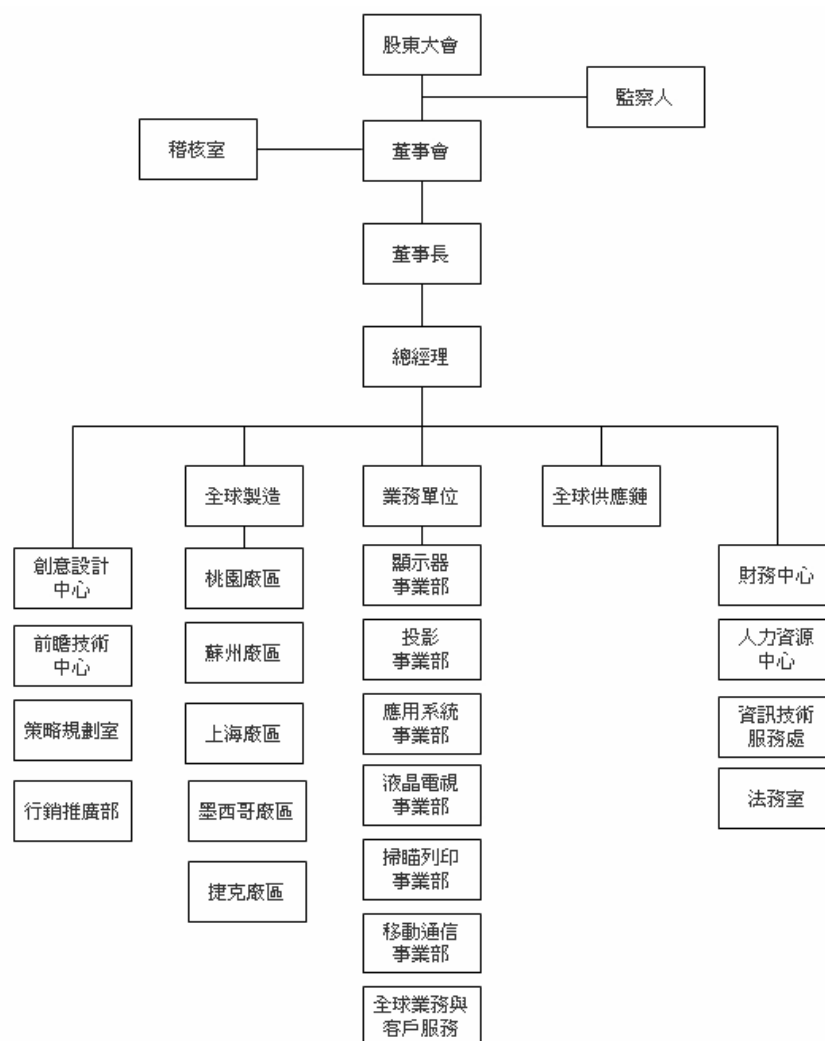 股東大會
監察人
稽核室
董事會
董事長
總經理
全球製造
業務單位
全球供應鏈
創意設計
中心
前瞻技術
中心
策略規劃室
行銷推廣部
桃園廠區
蘇州廠區
上海廠區
墨西哥廠區
捷克廠區
顯示器
事業部
投影
事業部
應用系統
事業部
液晶電視
事業部
掃瞄列印
事業部
移動通信
事業部
全球業務與
客戶服務
財務中心
人力資源
中心
資訊技術
服務處
法務室